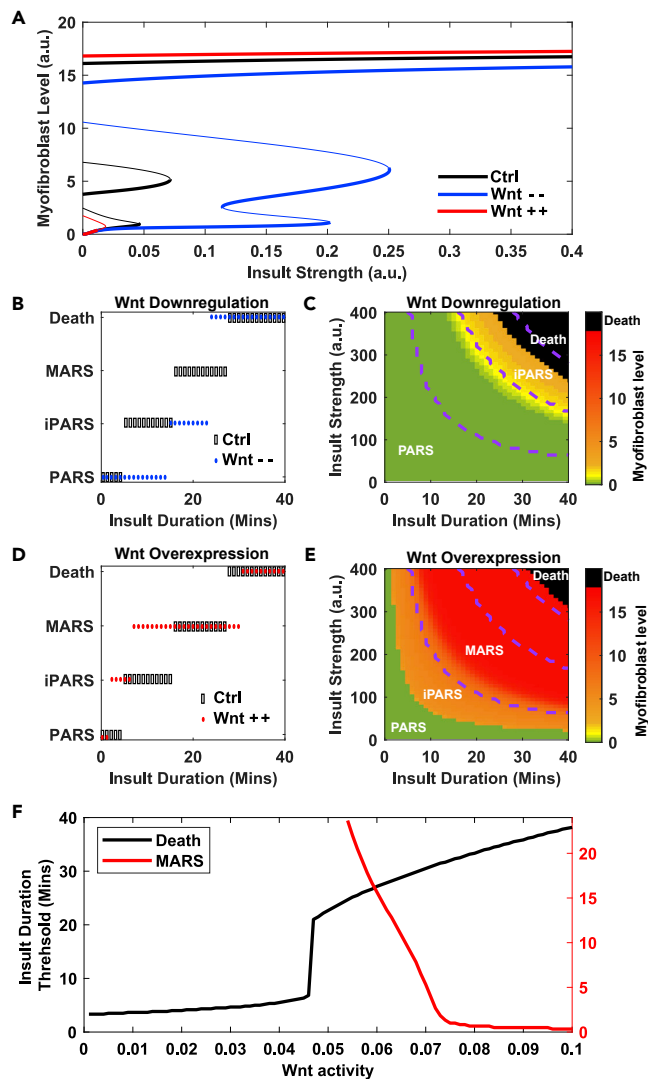 A
Myofibroblast Level (a.u.)
20
15
10
5
0
Ctrl
Wnt --
Wnt ++
0 0.05 0.1 0.15 0.2 0.25 0.3 0.35 0.4
Insult Strength (a.u.)
B
Wnt Downregulation
Death
MARS
iPARS
PARS
Ctrl
Wnt --
0 10 20 30 40
Insult Duration (Mins)
C
Wnt Downregulation
Insult Strength (a.u.)
400
300
200
100
0
Death
iPARS
PARS
0 10 20 30 40
Insult Duration (Mins)
Death
15
10
5
0
Myofibroblast level
D
Wnt Overexpression
Death
MARS
iPARS
PARS
Ctrl
Wnt ++
0 10 20 30 40
Insult Duration (Mins)
E
Wnt Overexpression
Insult Strength (a.u.)
400
300
200
100
0
Death
MARS
iPARS
PARS
0 10 20 30 40
Insult Duration (Mins)
Death
15
10
5
0
Myofibroblast level
F
Insult Duration
Threhsold (Mins)
40
30
20
10
0
Death
MARS
20
15
10
5
0
0 0.01 0.02 0.03 0.04 0.05 0.06 0.07 0.08 0.09 0.1
Wnt activity